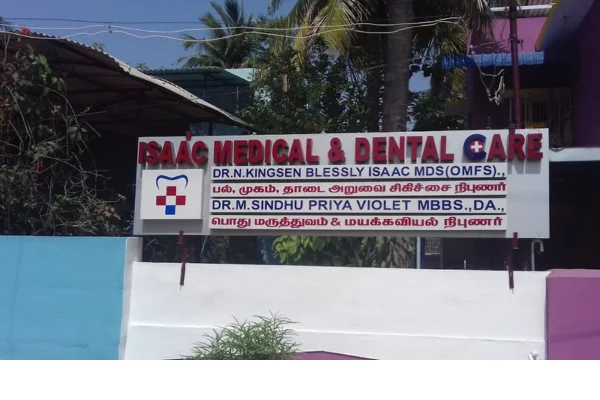 ISAAC MEDICAL & DENTAL CARE
DR.N.KINGSEN BLESSLY ISAAC MDS(OMFS).,
பல், முகம், தாடை அறுவை சிகிச்சை நிபுணர்
DR.M.SINDHU PRIYA VIOLET MBBS.,DA.,
பொது மருத்துவம் & மயக்கவியல் நிபுணர்